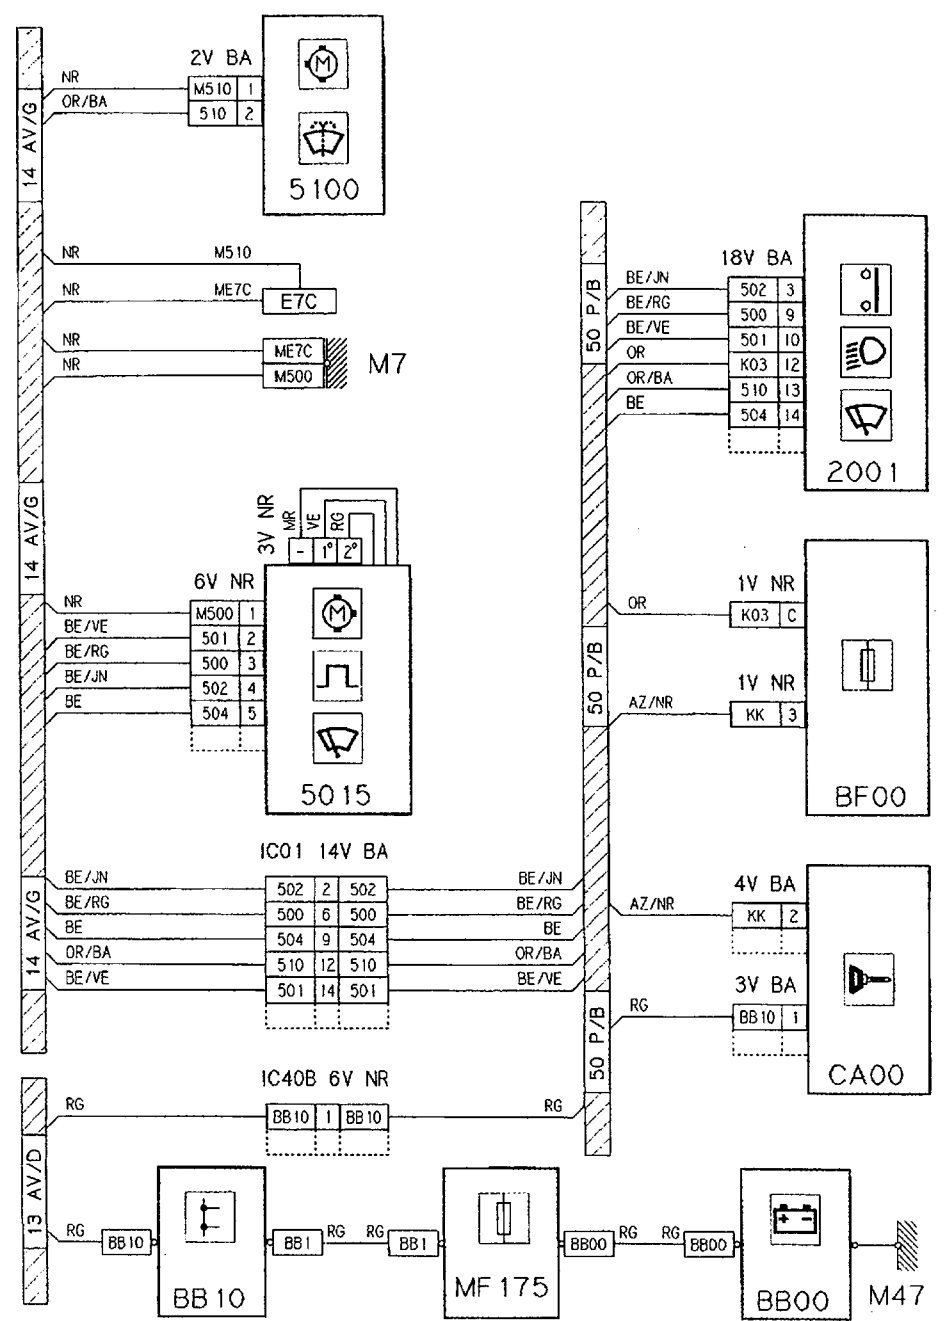 2V BA
NR
M510 1
OR/BA
510 2
M
14 AV/G
5100
NR
M510
NR
ME7C
E7C
NR
ME7C
NR
M500
M7
14 AV/G
3V NR
MR
VE
RG
- 1° 2°
6V NR
NR
M500 1
BE/VE
501 2
BE/RG
500 3
BE/JN
502 4
BE
504 5
M
5015
IC01 14V BA
14 AV/G
BE/JN 502 2 502 BE/JN
BE/RG 500 6 500 BE/RG
BE 504 9 504 BE
OR/BA 510 12 510 OR/BA
BE/VE 501 14 501 BE/VE
50 P/B
18V BA
BE/JN 502 3
BE/RG 500 9
BE/VE 501 10
OR K03 12
OR/BA 510 13
BE 504 14
2001
50 P/B
1V NR
OR K03 C
1V NR
AZ/NR KK 3
BF00
4V BA
AZ/NR KK 2
3V BA
RG BB10 1
50 P/B
CA00
IC40B 6V NR
RG BB10 1 BB10 RG
13 AV/D
RG BB10
BB10
BB1 RG RG BB1
MF175
BB00 RG RG BB00
+ -
BB00
M47